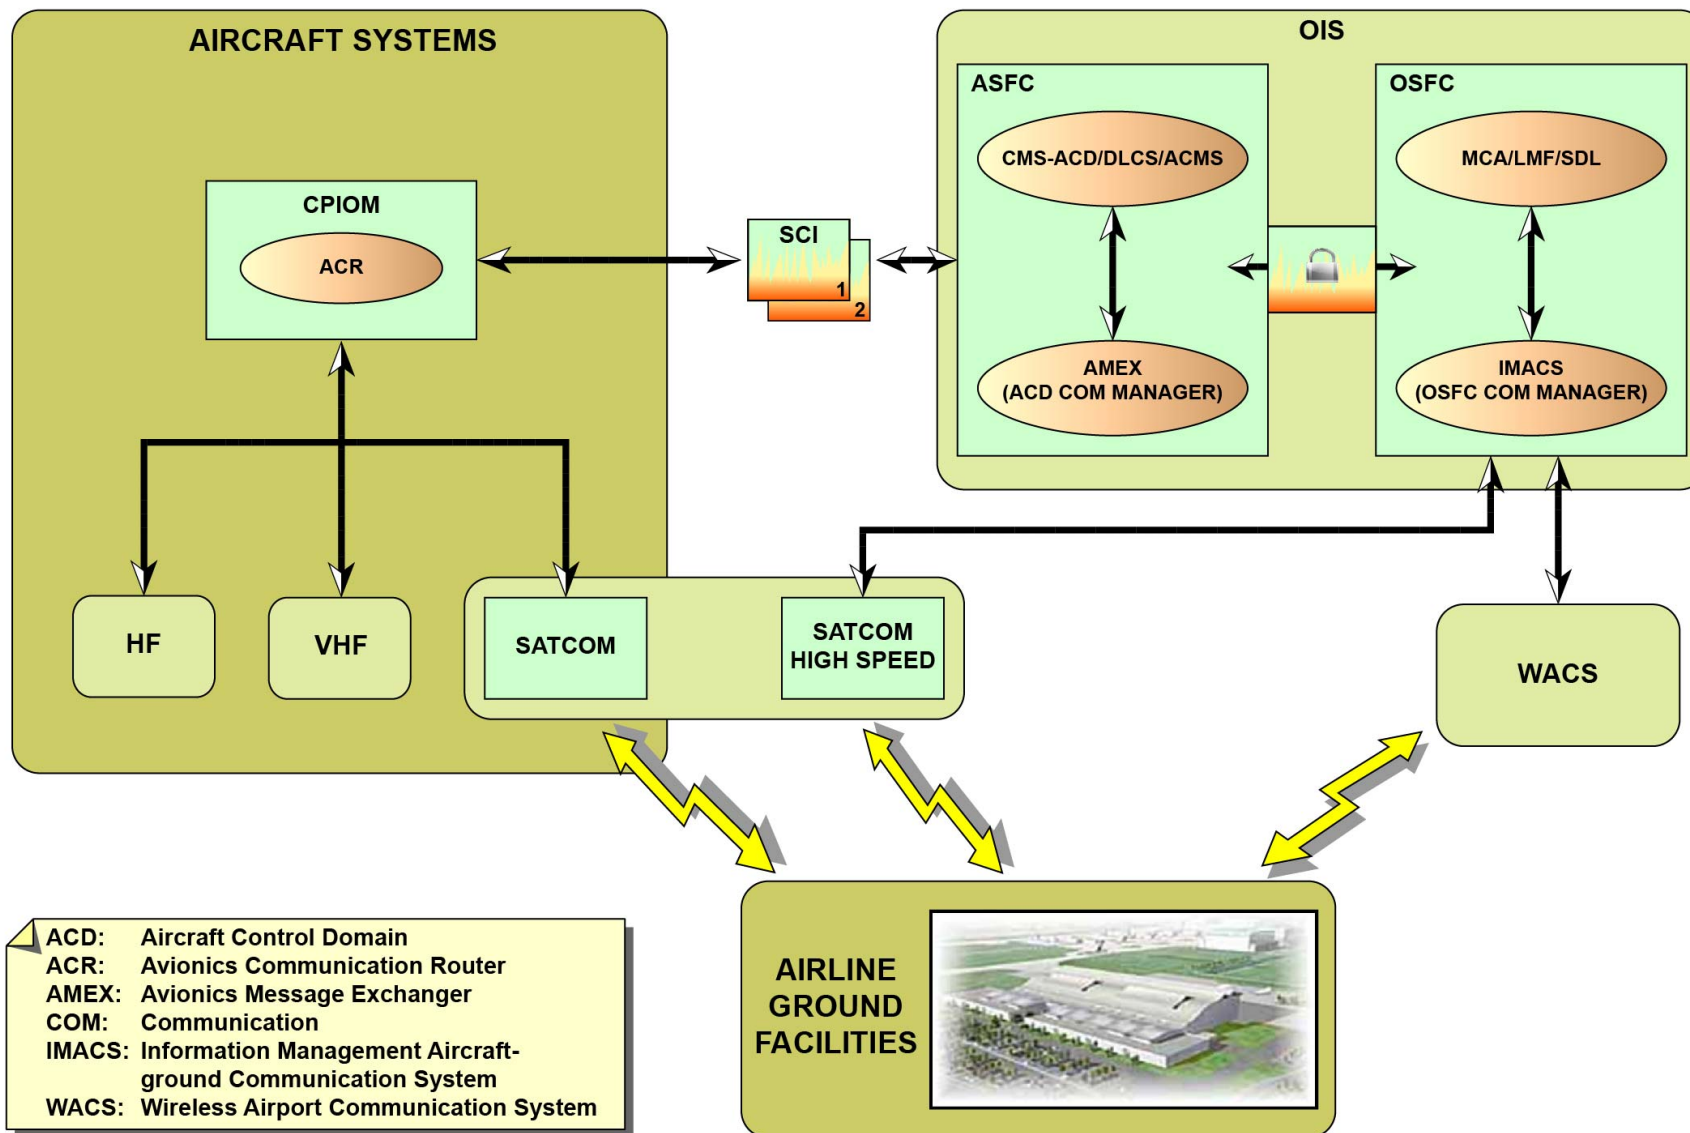 AIRCRAFT SYSTEMS
OIS
ASFC
OSFC
CMS-ACD/DLCS/ACMS
MCA/LMF/SDL
CPIOM
ACR
SCI
1
2
AMEX
(ACD COM MANAGER)
IMACS
(OSFC COM MANAGER)
HF
VHF
SATCOM
SATCOM
HIGH SPEED
WACS
AIRLINE
GROUND
FACILITIES
ACD: Aircraft Control Domain
ACR: Avionics Communication Router
AMEX: Avionics Message Exchanger
COM: Communication
IMACS: Information Management Aircraft-
ground Communication System
WACS: Wireless Airport Communication System